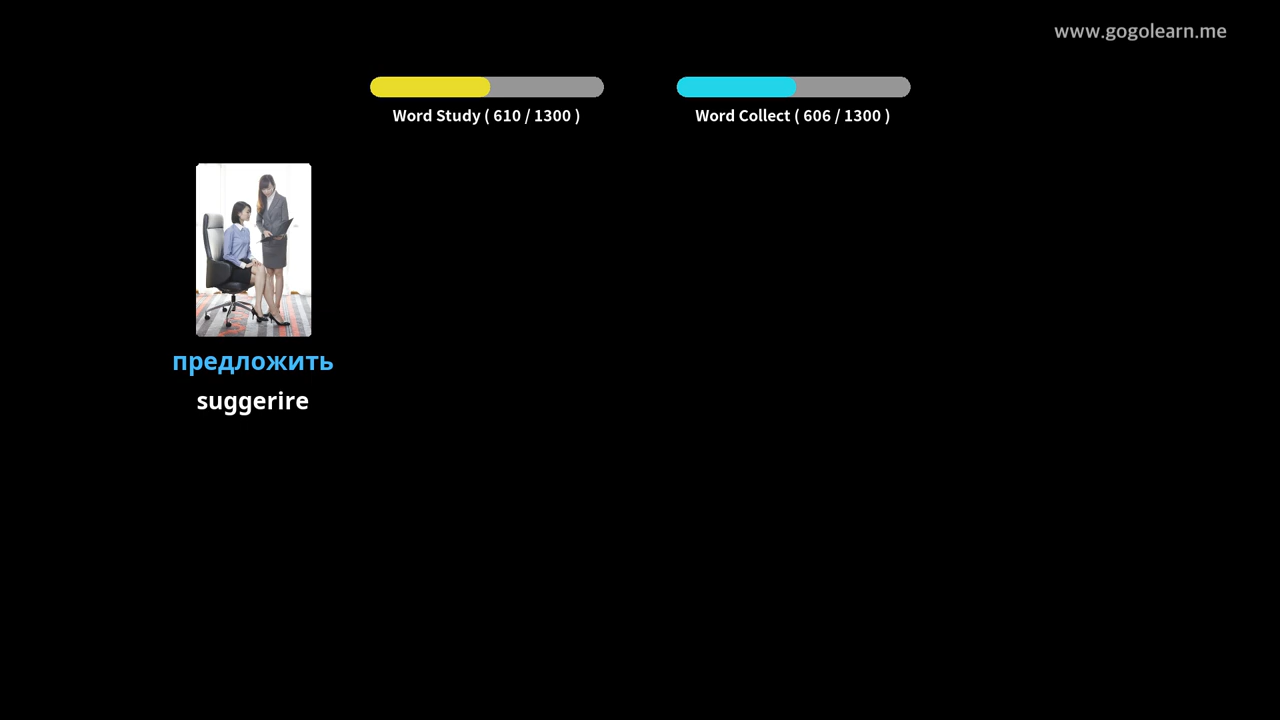 www.gogolearn.me
Word Study ( 610 / 1300 )
Word Collect ( 606 / 1300 )
предложить
suggerire